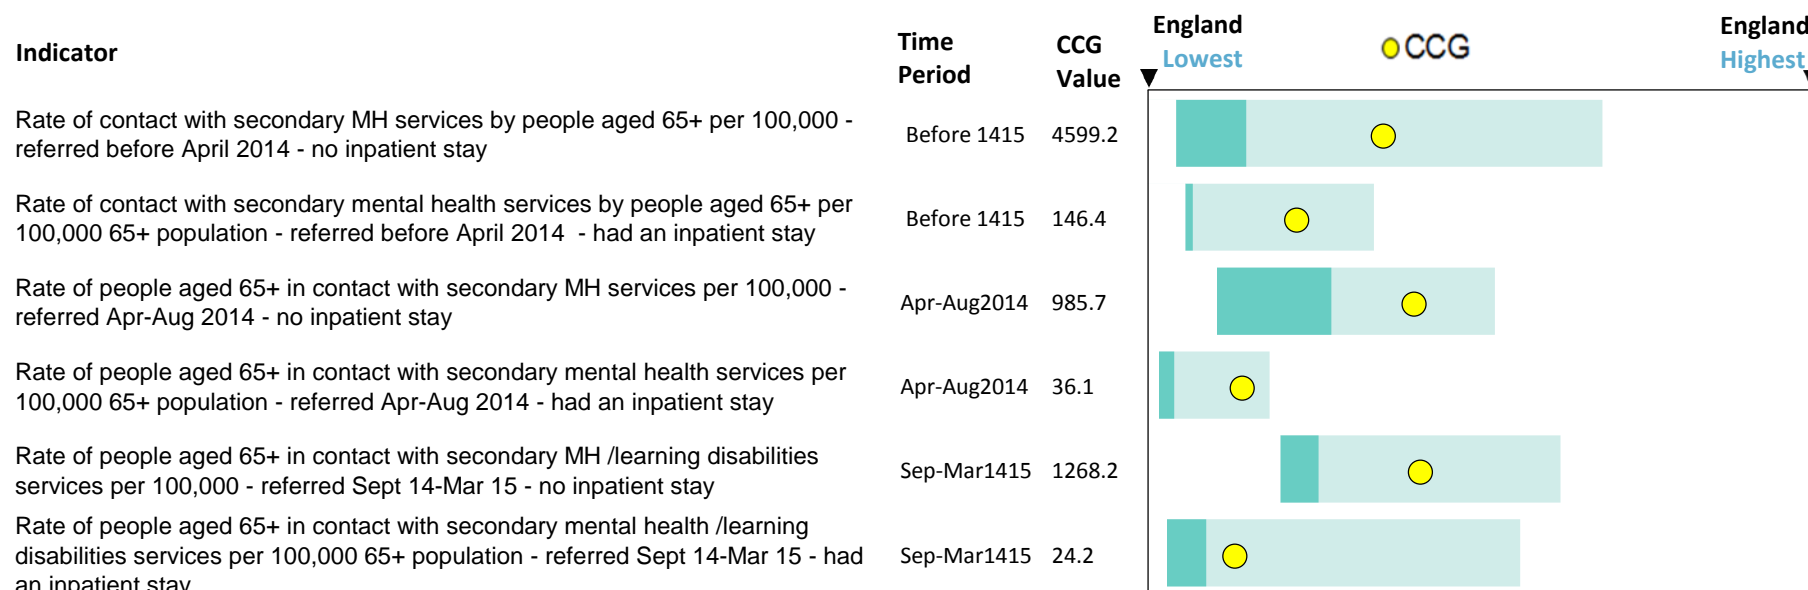 Indicator
Time Period
CCG Value
England Lowest
CCG
England Highest
Rate of contact with secondary MH services by people aged 65+ per 100,000 -
referred before April 2014 - no inpatient stay
Before 1415 4599.2
Rate of contact with secondary mental health services by people aged 65+ per
100,000 65+ population - referred before April 2014 - had an inpatient stay
Before 1415 146.4
Rate of people aged 65+ in contact with secondary MH services per 100,000 -
referred Apr-Aug 2014 - no inpatient stay
Apr-Aug2014 985.7
Rate of people aged 65+ in contact with secondary mental health services per
100,000 65+ population - referred Apr-Aug 2014 - had an inpatient stay
Apr-Aug2014 36.1
Rate of people aged 65+ in contact with secondary MH /learning disabilities
services per 100,000 - referred Sept 14-Mar 15 - no inpatient stay
Sep-Mar1415 1268.2
Rate of people aged 65+ in contact with secondary mental health /learning
disabilities services per 100,000 65+ population - referred Sept 14-Mar 15 - had
an inpatient stay
Sep-Mar1415 24.2